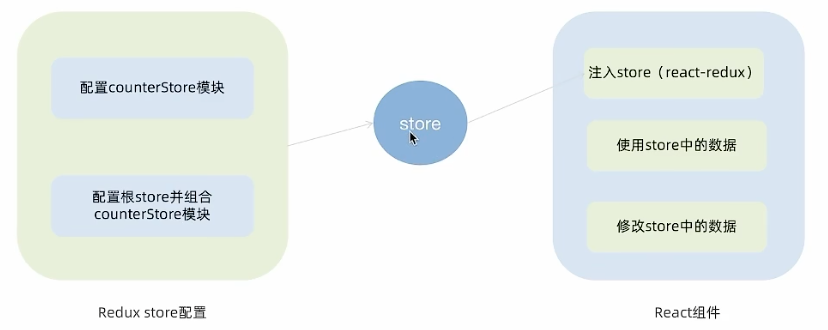 配置counterStore模块
配置根store并组合
counterStore模块
Redux store配置
store
注入store（react-redux）
使用store中的数据
修改store中的数据
React组件